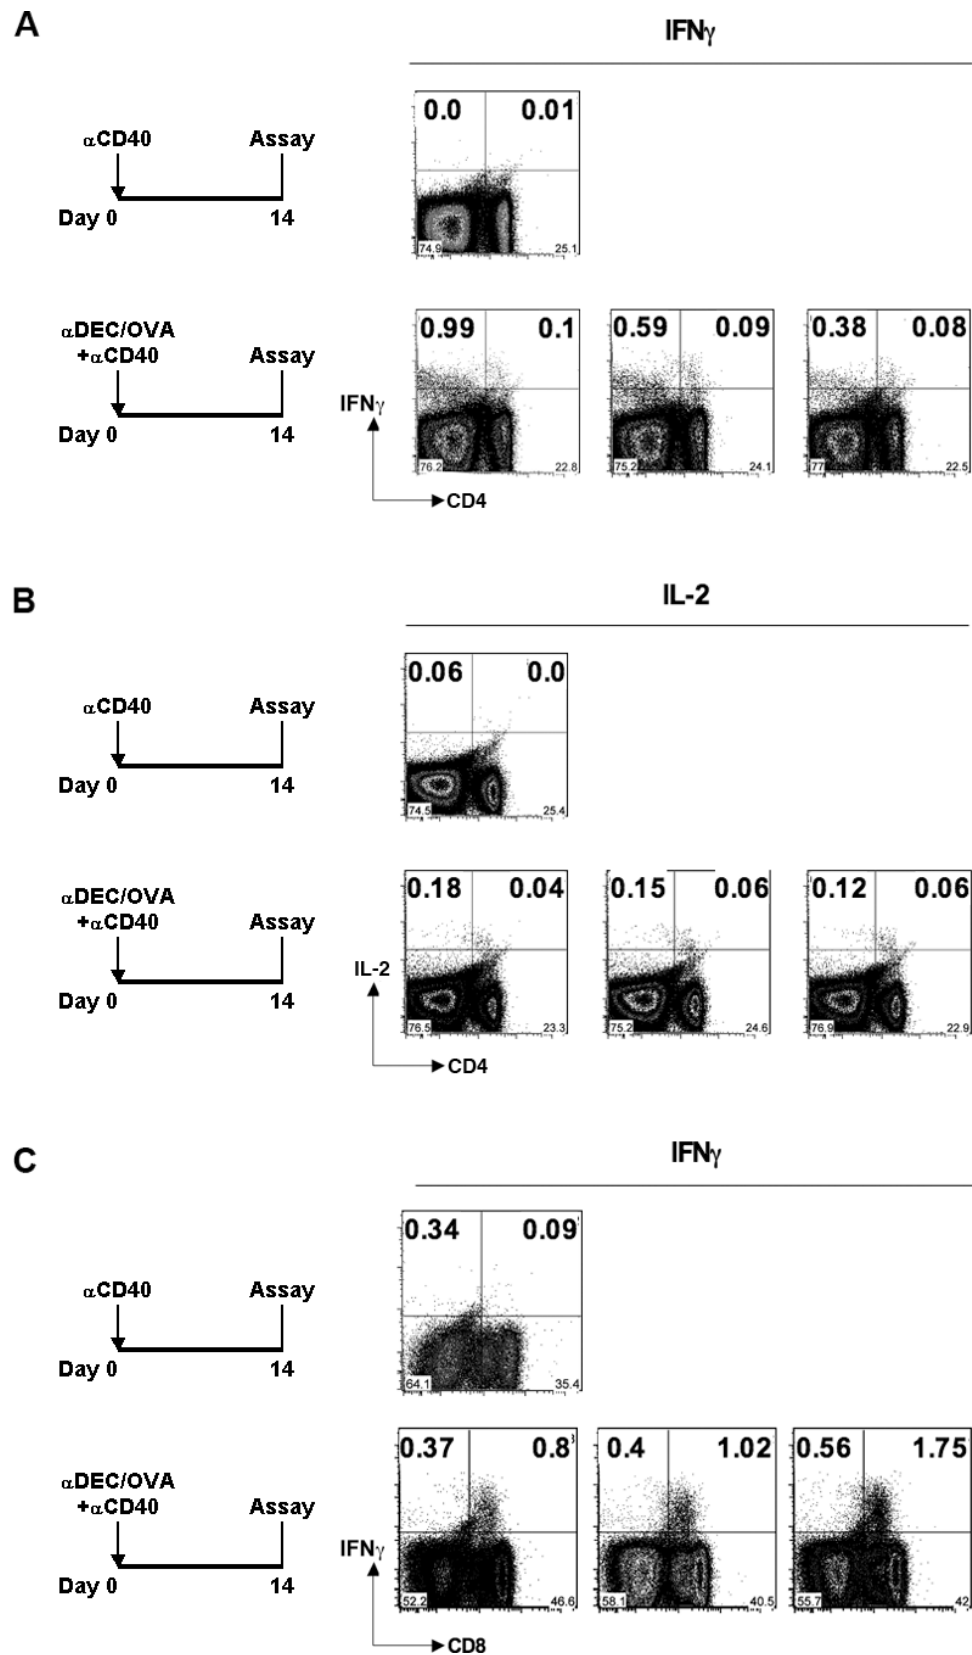 A
IFNγ
αCD40 Assay
Day 0 14
0.0 0.01
74.9 25.1
αDEC/OVA
+αCD40 Assay
Day 0 14
IFNγ
CD4
0.99 0.1
76.2 22.8
0.59 0.09
75.2 24.1
0.38 0.08
77 22.5
B
IL-2
αCD40 Assay
Day 0 14
0.06 0.0
74.5 25.4
αDEC/OVA
+αCD40 Assay
Day 0 14
IL-2
CD4
0.18 0.04
76.5 23.3
0.15 0.06
75.2 24.6
0.12 0.06
76.9 22.9
C
IFNγ
αCD40 Assay
Day 0 14
0.34 0.09
64.1 35.4
αDEC/OVA
+αCD40 Assay
Day 0 14
IFNγ
CD8
0.37 0.8
52.2 46.6
0.4 1.02
58.1 40.5
0.56 1.75
55.7 42